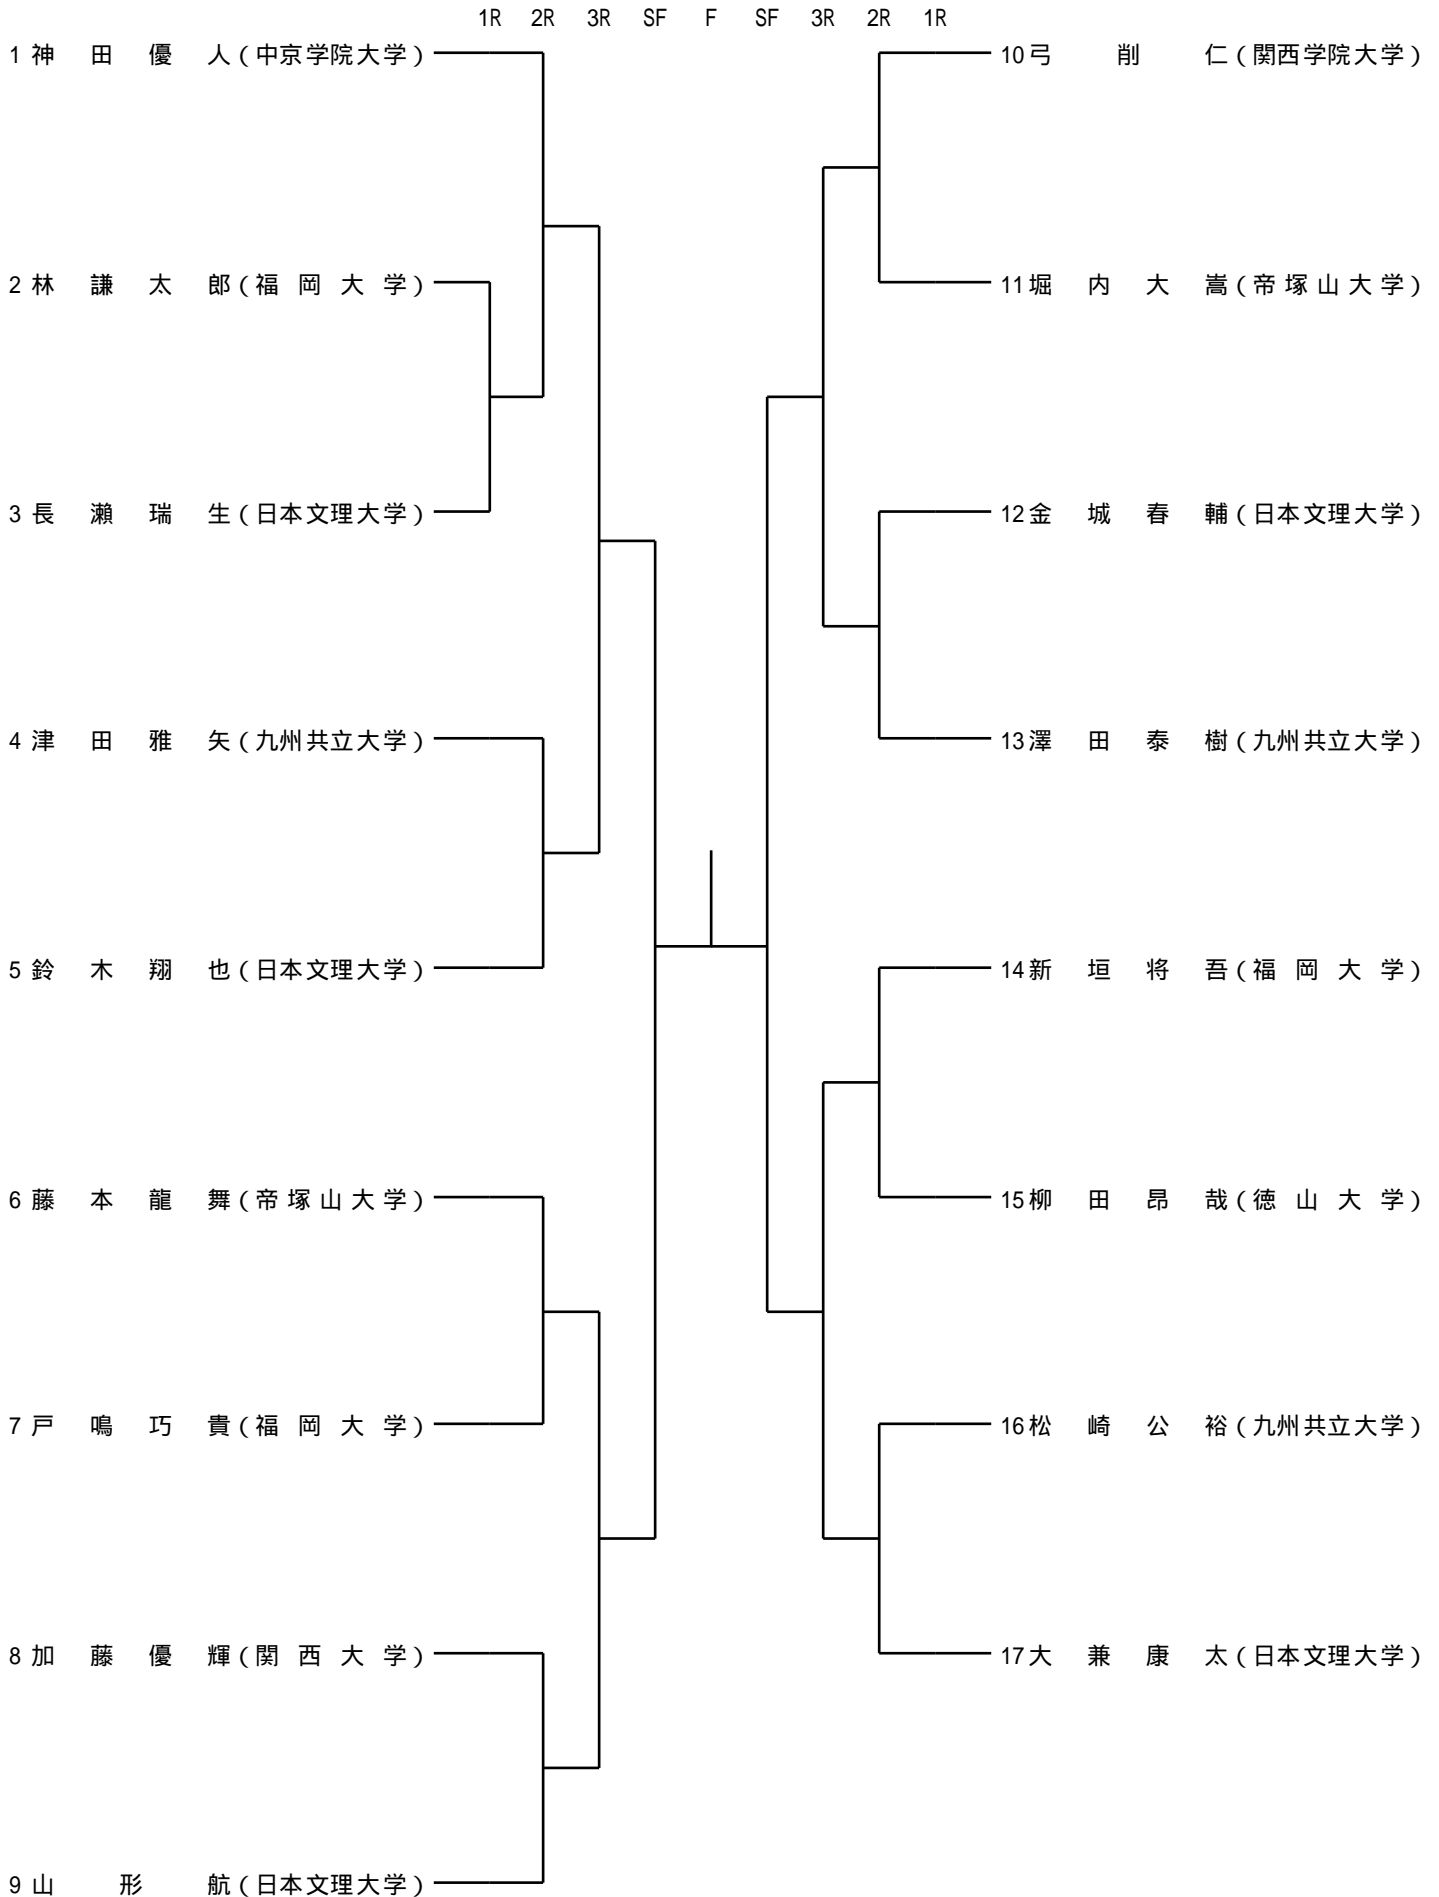 1R 2R 3R SF F SF 3R 2R 1R
1 神田優人(中京学院大学)
2 林謙太郎(福岡大学)
3 長瀬瑞生(日本文理大学)
4 津田雅矢(九州共立大学)
5 鈴木翔也(日本文理大学)
6 藤本龍舞(帝塚山大学)
7 戸鳴巧貴(福岡大学)
8 加藤優輝(関西大学)
9 山形航(日本文理大学)
10 弓削仁(関西学院大学)
11 堀内大嵩(帝塚山大学)
12 金城春輔(日本文理大学)
13 澤田泰樹(九州共立大学)
14 新垣将吾(福岡大学)
15 柳田昂哉(徳山大学)
16 松崎公裕(九州共立大学)
17 大兼康太(日本文理大学)